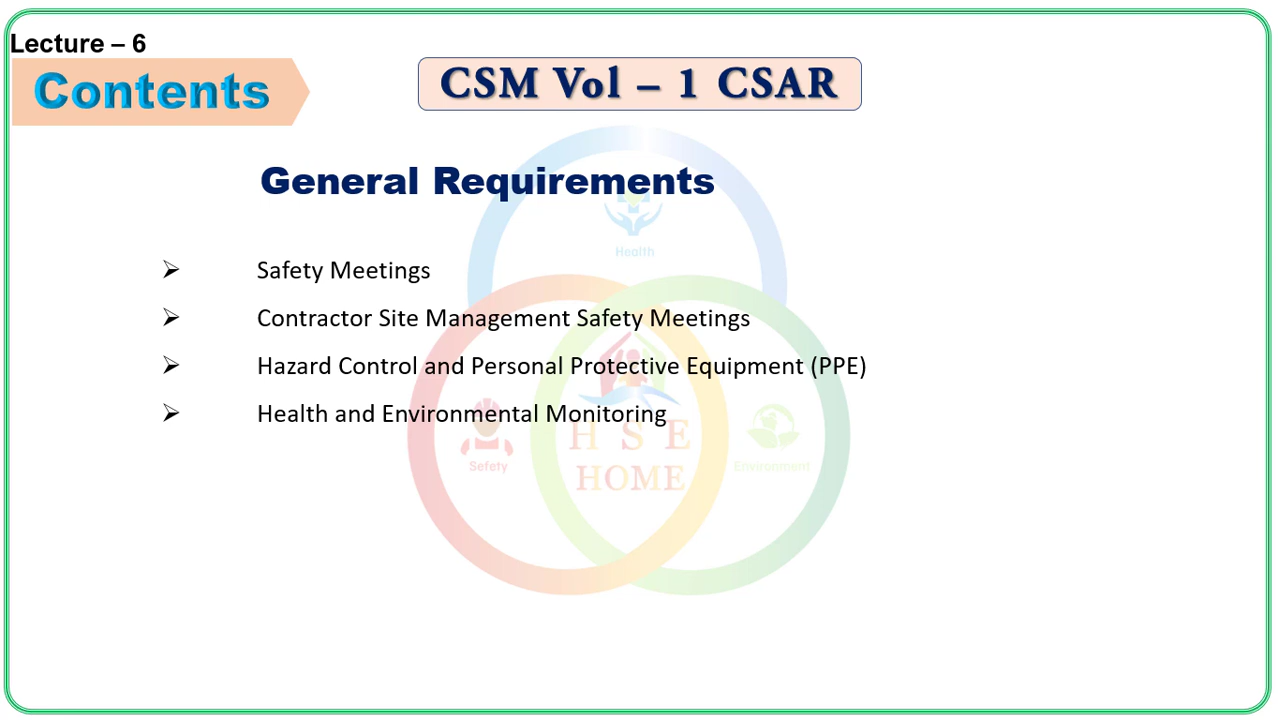 Lecture – 6
Contents
CSM Vol – 1 CSAR
General Requirements
Health
Safety Meetings
Contractor Site Management Safety Meetings
Hazard Control and Personal Protective Equipment (PPE)
Health and Environmental Monitoring
H S E
Sefety
Environment
HOME